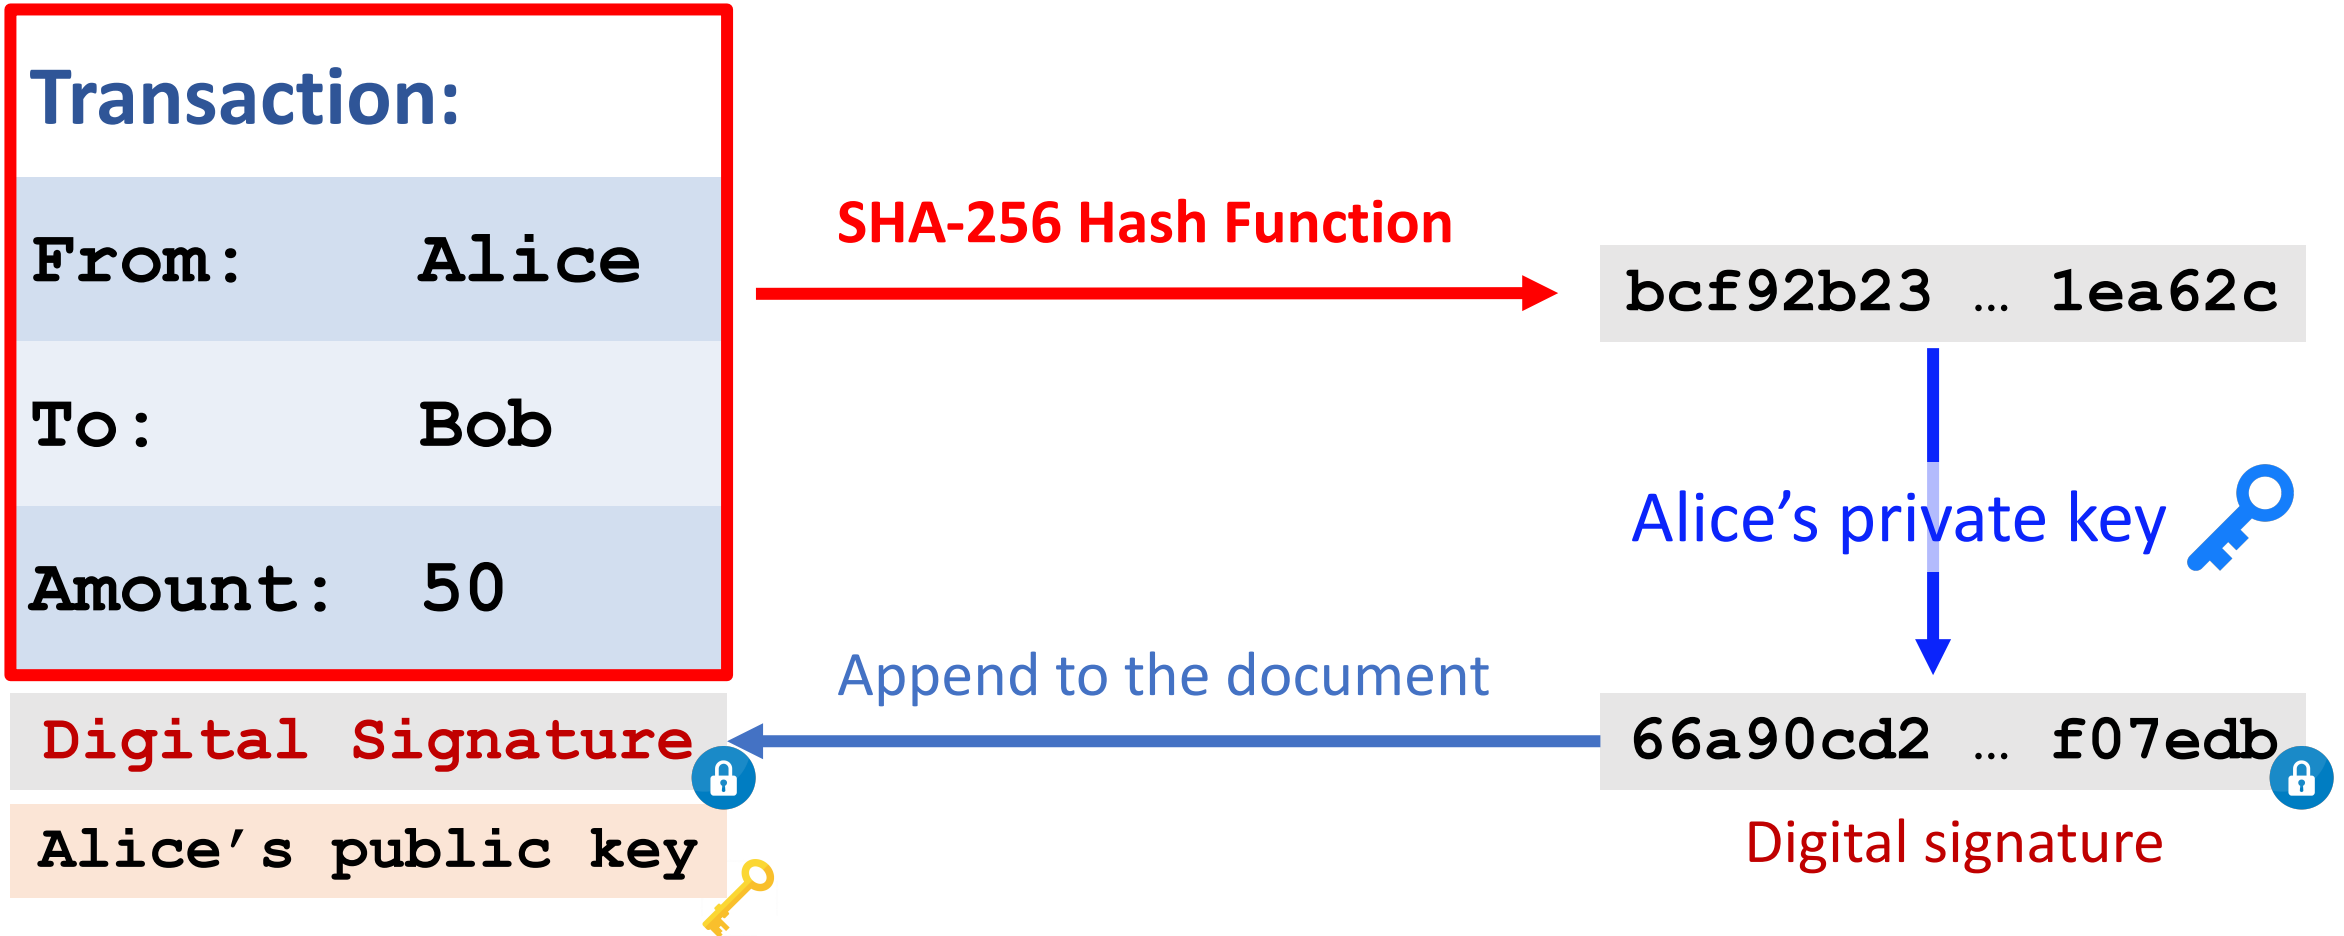 Transaction:
From: Alice
To: Bob
Amount: 50
Digital Signature
Alice’s public key
SHA-256 Hash Function
bcf92b23 … 1ea62c
Alice’s private key
Append to the document
66a90cd2 … f07edb
Digital signature